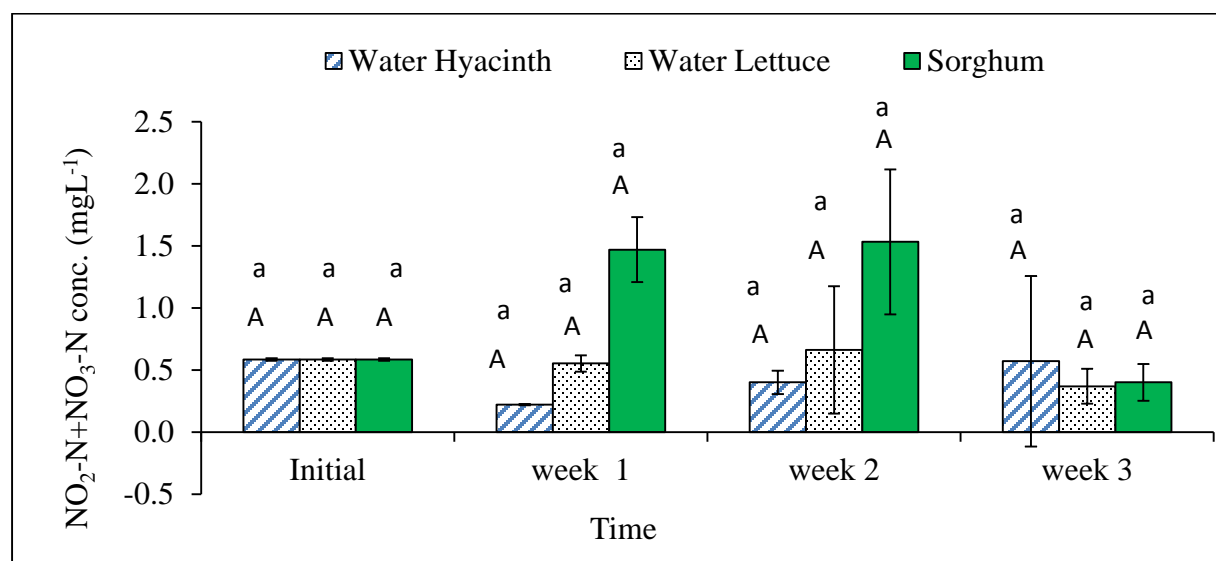 Water Hyacinth Water Lettuce Sorghum
NO₂-N+NO₃-N conc. (mgL⁻¹)
2.5
2.0
1.5
1.0
0.5
0.0
-0.5
a a a
A A A
a a a
A A A
a a a
A A A
a a a
A A A
Initial week 1 week 2 week 3
Time